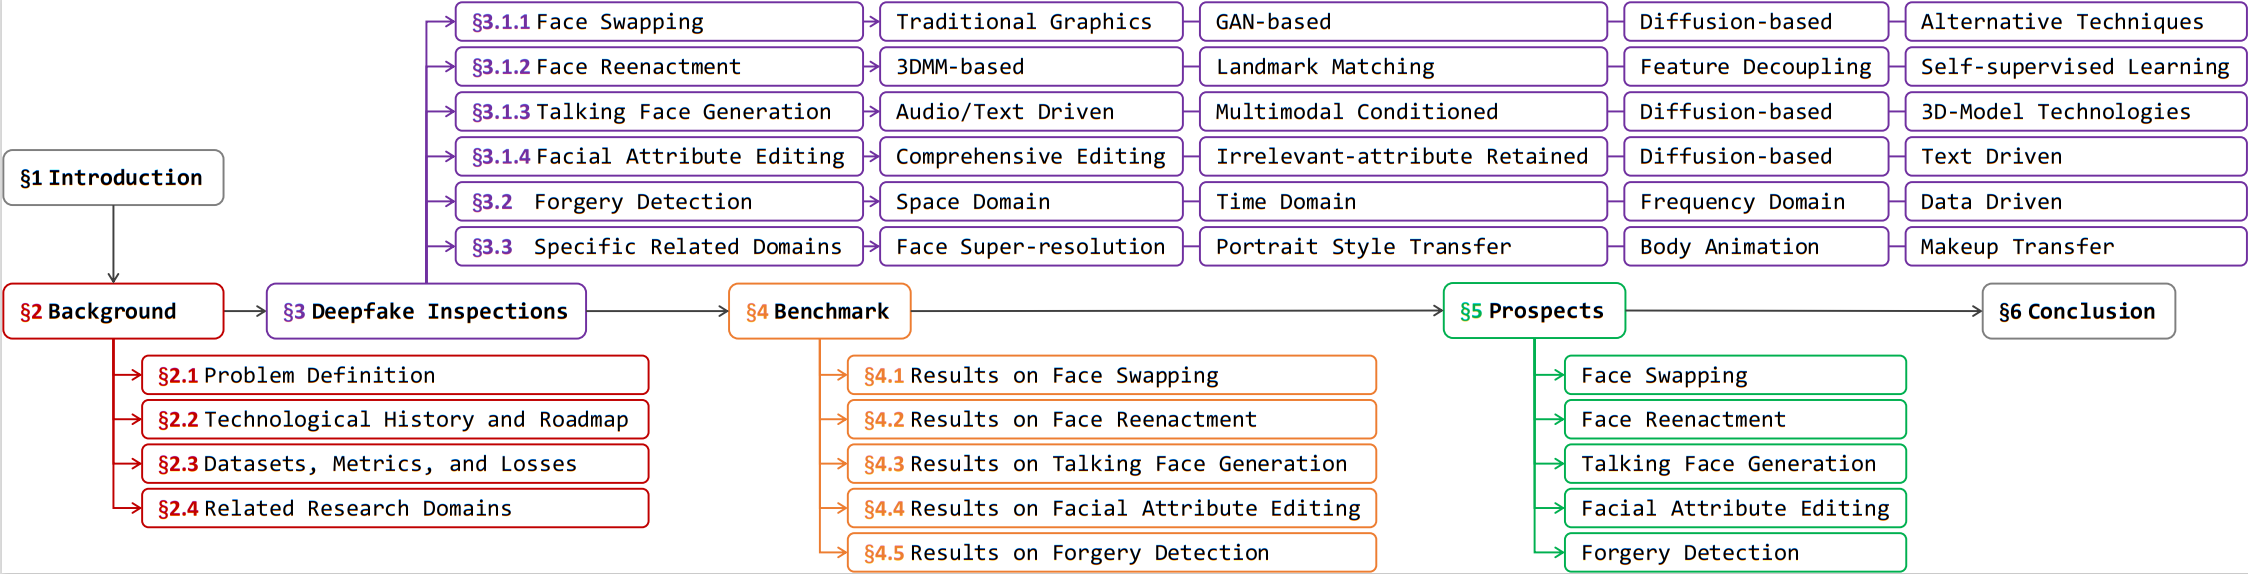 §3.1.1 Face Swapping Traditional Graphics GAN-based Diffusion-based Alternative Techniques
§3.1.2 Face Reenactment 3DMM-based Landmark Matching Feature Decoupling Self-supervised Learning
§3.1.3 Talking Face Generation Audio/Text Driven Multimodal Conditioned Diffusion-based 3D-Model Technologies
§3.1.4 Facial Attribute Editing Comprehensive Editing Irrelevant-attribute Retained Diffusion-based Text Driven
§1 Introduction
§3.2 Forgery Detection Space Domain Time Domain Frequency Domain Data Driven
§3.3 Specific Related Domains Face Super-resolution Portrait Style Transfer Body Animation Makeup Transfer
§2 Background §3 Deepfake Inspections §4 Benchmark §5 Prospects §6 Conclusion
§2.1 Problem Definition §4.1 Results on Face Swapping Face Swapping
§2.2 Technological History and Roadmap §4.2 Results on Face Reenactment Face Reenactment
§2.3 Datasets, Metrics, and Losses §4.3 Results on Talking Face Generation Talking Face Generation
§2.4 Related Research Domains §4.4 Results on Facial Attribute Editing Facial Attribute Editing
§4.5 Results on Forgery Detection Forgery Detection